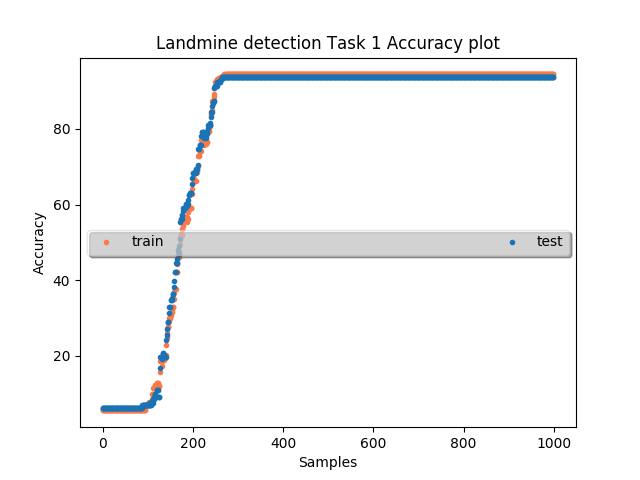 Landmine detection Task 1 Accuracy plot
Accuracy
80
60
40
20
train
test
0 200 400 600 800 1000
Samples